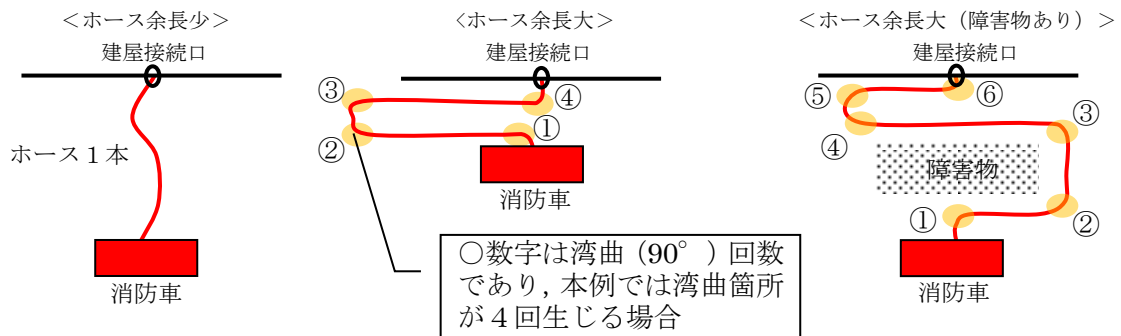 ＜ホース余長少＞
建屋接続口
ホース１本
消防車
＜ホース余長大＞
建屋接続口
③
④
②
①
消防車
○数字は湾曲（90°）回数
であり，本例では湾曲箇所
が４回生じる場合
＜ホース余長大（障害物あり）＞
建屋接続口
⑤
⑥
③
④
障害物
①
②
消防車